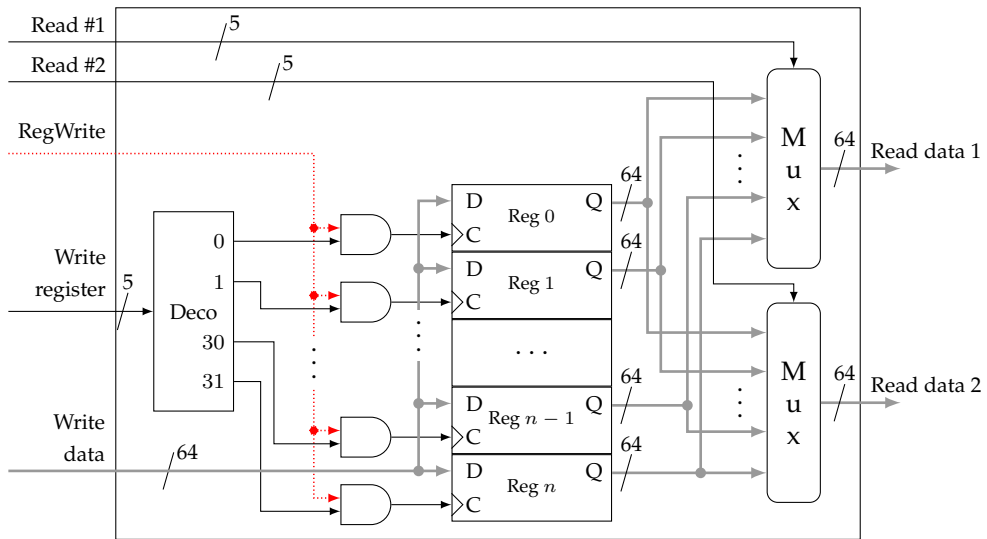 Read #1
5
Read #2
5
RegWrite
M
u
x
64
Read data 1
64
D
Q
Reg 0
C
64
D
Q
Reg 1
C
Write
register
5
Deco
0
1
30
31
· · ·
64
D
Q
Reg n − 1
C
64
D
Q
Reg n
C
M
u
x
64
Read data 2
Write
data
64